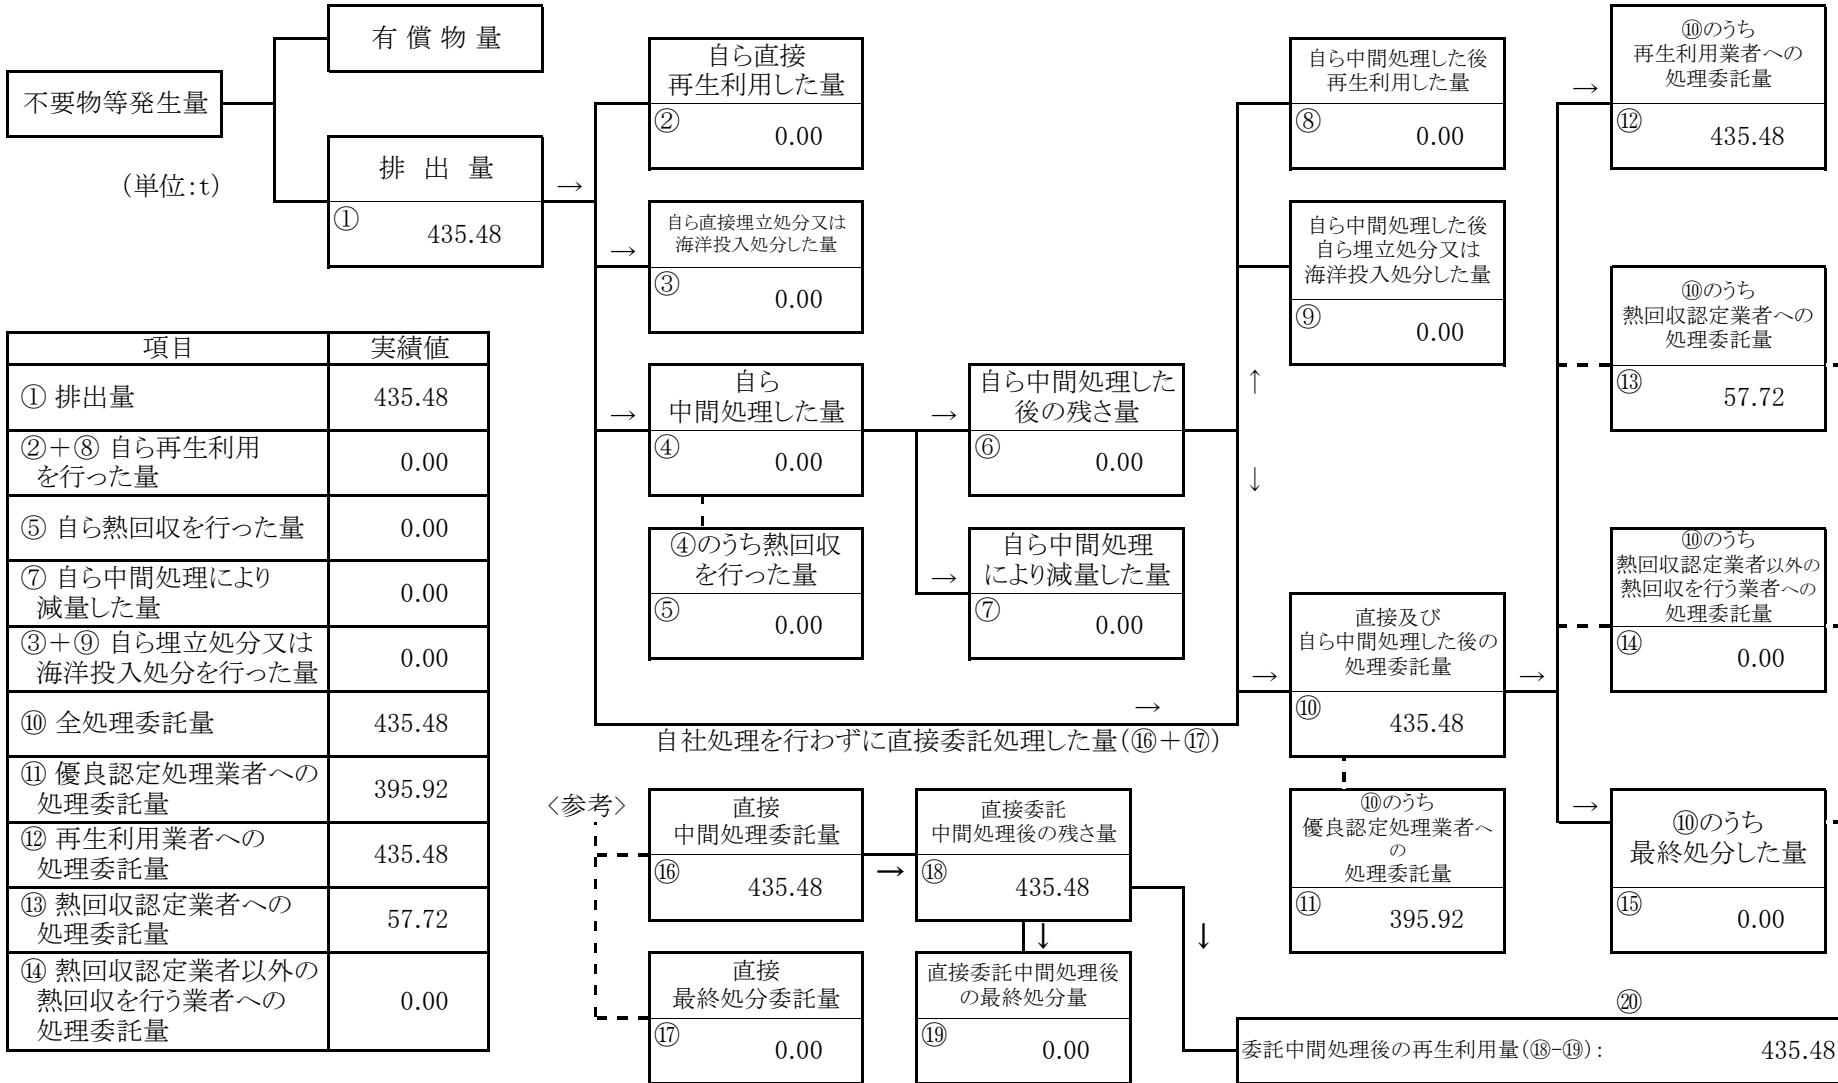 有 償 物 量
不要物等発生量
(単位:t)
排 出 量
① 435.48
→
自ら直接
再生利用した量
② 0.00
→
自ら直接埋立処分又は
海洋投入処分した量
③ 0.00
→
自ら
中間処理した量
④ 0.00
④のうち熱回収
を行った量
⑤ 0.00
→
自ら中間処理した
後の残さ量
⑥ 0.00
→
自ら中間処理
により減量した量
⑦ 0.00
自ら中間処理した後
再生利用した量
⑧ 0.00
自ら中間処理した後
自ら埋立処分又は
海洋投入処分した量
⑨ 0.00
↑
↓
→
直接及び
自ら中間処理した後の
処理委託量
⑩ 435.48
→
自社処理を行わずに直接委託処理した量(⑯+⑰)
⑩のうち
優良認定処理業者へ
の
処理委託量
⑪ 395.92
→
→
⑩のうち
再生利用業者への
処理委託量
⑫ 435.48
⑩のうち
熱回収認定業者への
処理委託量
⑬ 57.72
⑩のうち
熱回収認定業者以外の
熱回収を行う業者への
処理委託量
⑭ 0.00
→
⑩のうち
最終処分した量
⑮ 0.00
項目 実績値
① 排出量 435.48
②+⑧ 自ら再生利用
を行った量 0.00
⑤ 自ら熱回収を行った量 0.00
⑦ 自ら中間処理により
減量した量 0.00
③+⑨ 自ら埋立処分又は
海洋投入処分を行った量 0.00
⑩ 全処理委託量 435.48
⑪ 優良認定処理業者への
処理委託量 395.92
⑫ 再生利用業者への
処理委託量 435.48
⑬ 熱回収認定業者への
処理委託量 57.72
⑭ 熱回収認定業者以外の
熱回収を行う業者への
処理委託量 0.00
〈参考〉
直接
中間処理委託量
⑯ 435.48
→
直接委託
中間処理後の残さ量
⑱ 435.48
↓
↓
直接
最終処分委託量
⑰ 0.00
直接委託中間処理後
の最終処分量
⑲ 0.00
⑳
委託中間処理後の再生利用量(⑱-⑲): 435.48